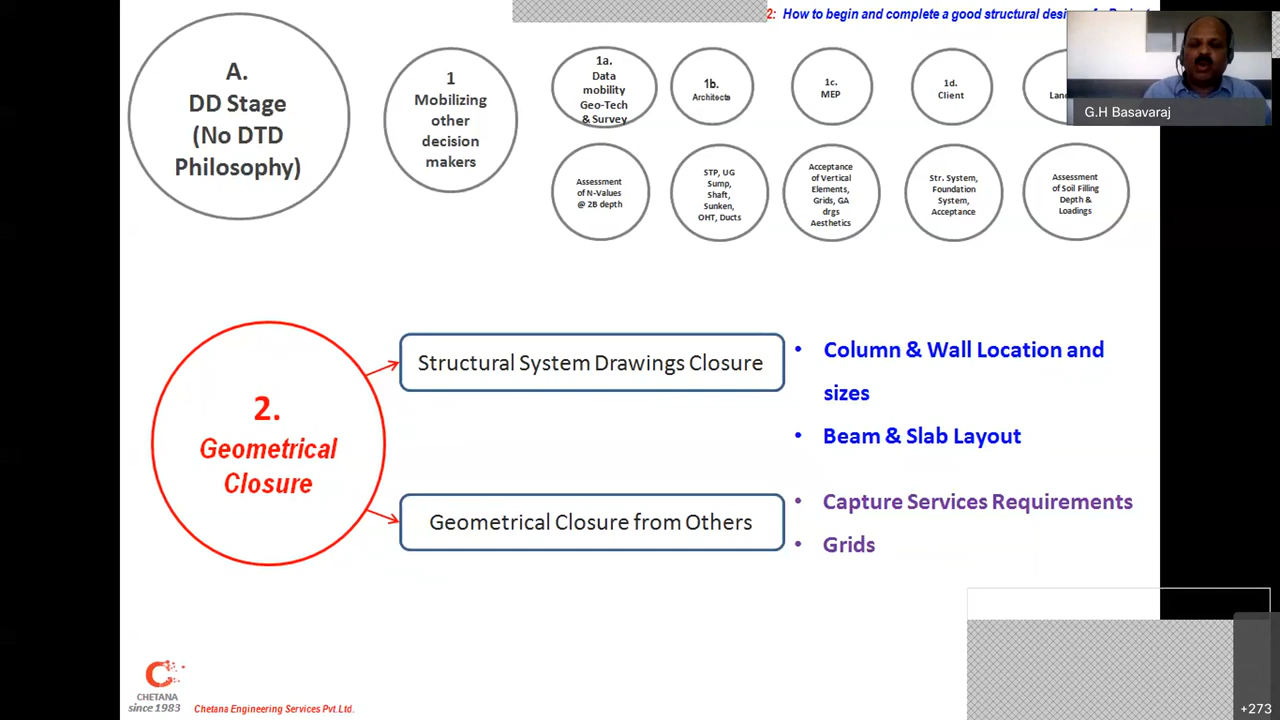 2: How to begin and complete a good structural
A.
DD Stage
(No DTD
Philosophy)
1
Mobilizing
other
decision
makers
1a.
Data
mobility
Geo-Tech
& Survey
1b.
Architects
1c.
MEP
1d.
Client
G.H Basavaraj
Assessment
of N-Values
@ 2B depth
STP, UG
Sump,
Shaft,
Sunken,
OHT, Ducts
Acceptance
of Vertical
Elements,
Grids, GA
drgs
Aesthetics
Str. System,
Foundation
System,
Acceptance
Assessment
of Soil Filling
Depth &
Loadings
2.
Geometrical
Closure
Structural System Drawings Closure
• Column & Wall Location and
sizes
• Beam & Slab Layout
Geometrical Closure from Others
• Capture Services Requirements
• Grids
CHETANA
since 1983
Chetana Engineering Services Pvt.Ltd.
+273